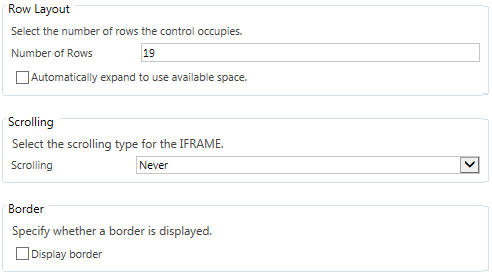 Row Layout
Select the number of rows the control occupies.
Number of Rows 19
Automatically expand to use available space.
Scrolling
Select the scrolling type for the IFRAME.
Scrolling Never
Border
Specify whether a border is displayed.
Display border